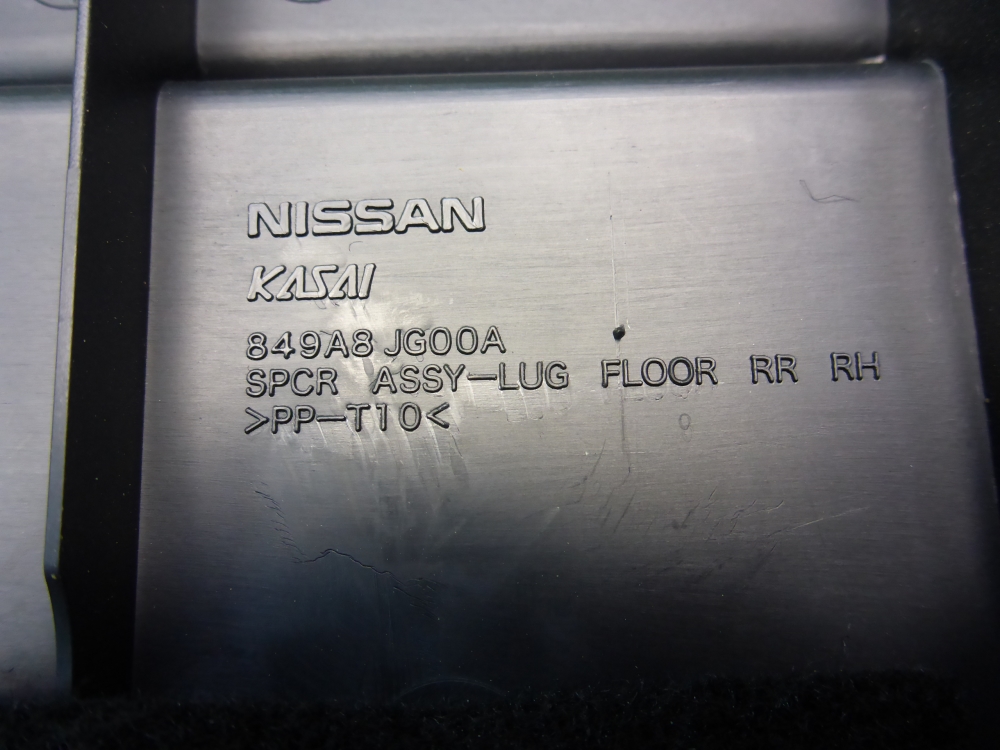 NISSAN
KASAI
849A8 JG00A
SPCR ASSY-LUG FLOOR RR RH
>PP-T10<